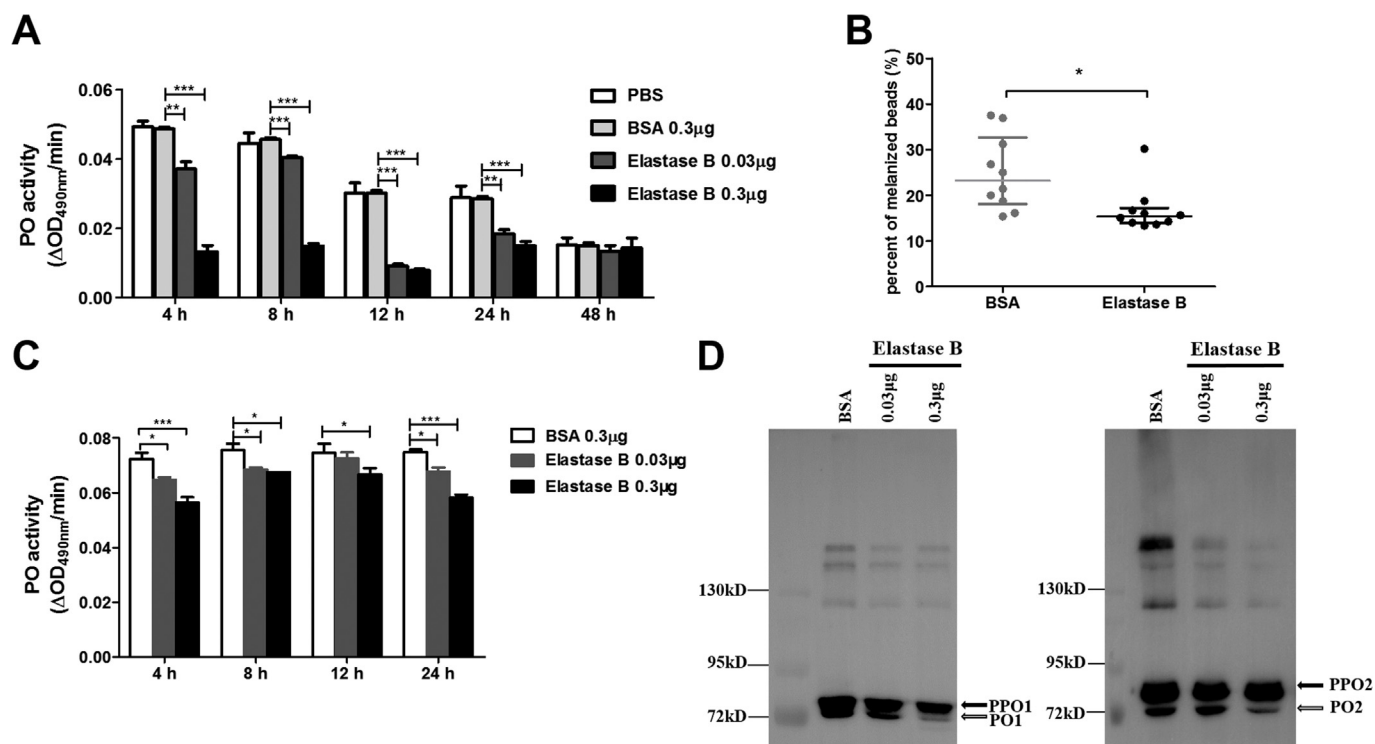 A
PO activity
(ΔOD490nm/min)
0.06
0.04
0.02
0.00
***
**
***
***
***
***
***
**
4 h
8 h
12 h
24 h
48 h
PBS
BSA 0.3μg
Elastase B 0.03μg
Elastase B 0.3μg
B
percent of melanized beads (%)
50
40
30
20
10
0
*
BSA
Elastase B
C
PO activity
(ΔOD490nm/min)
0.08
0.06
0.04
0.02
0.00
***
*
*
*
*
***
*
4 h
8 h
12 h
24 h
BSA 0.3μg
Elastase B 0.03μg
Elastase B 0.3μg
D
Elastase B
BSA
0.03μg
0.3μg
130kD
95kD
72kD
PPO1
PO1
Elastase B
BSA
0.03μg
0.3μg
130kD
95kD
72kD
PPO2
PO2